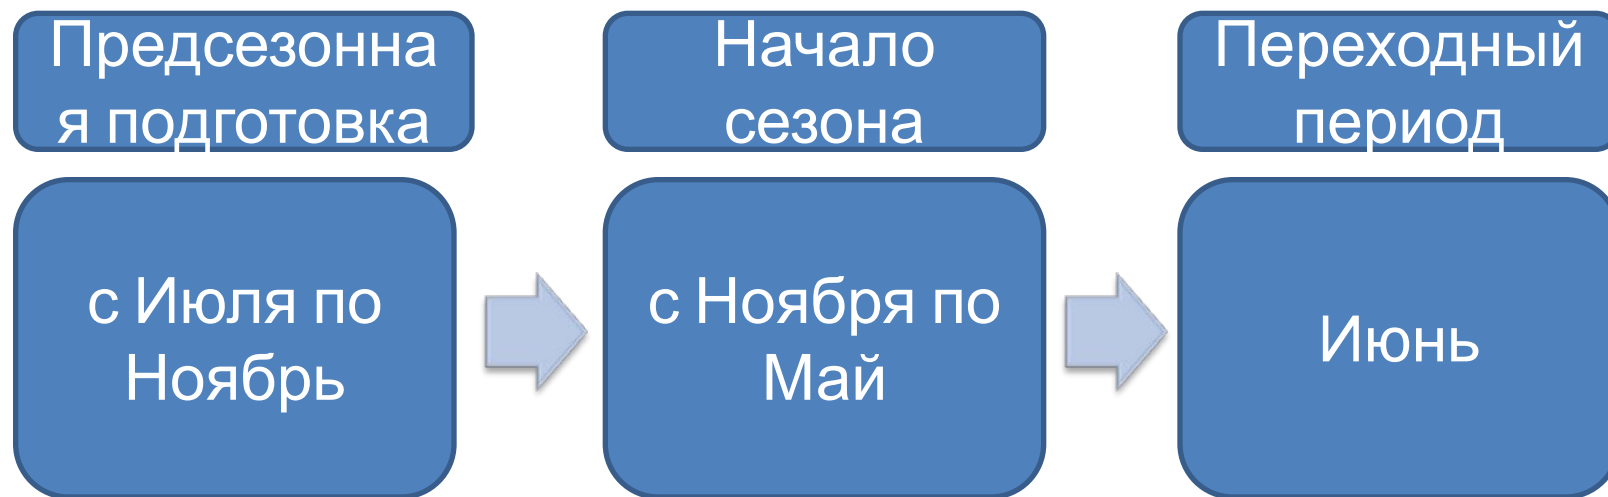 Предсезонна
я подготовка
Начало
сезона
Переходный
период
с Июля по
Ноябрь
с Ноября по
Май
Июнь